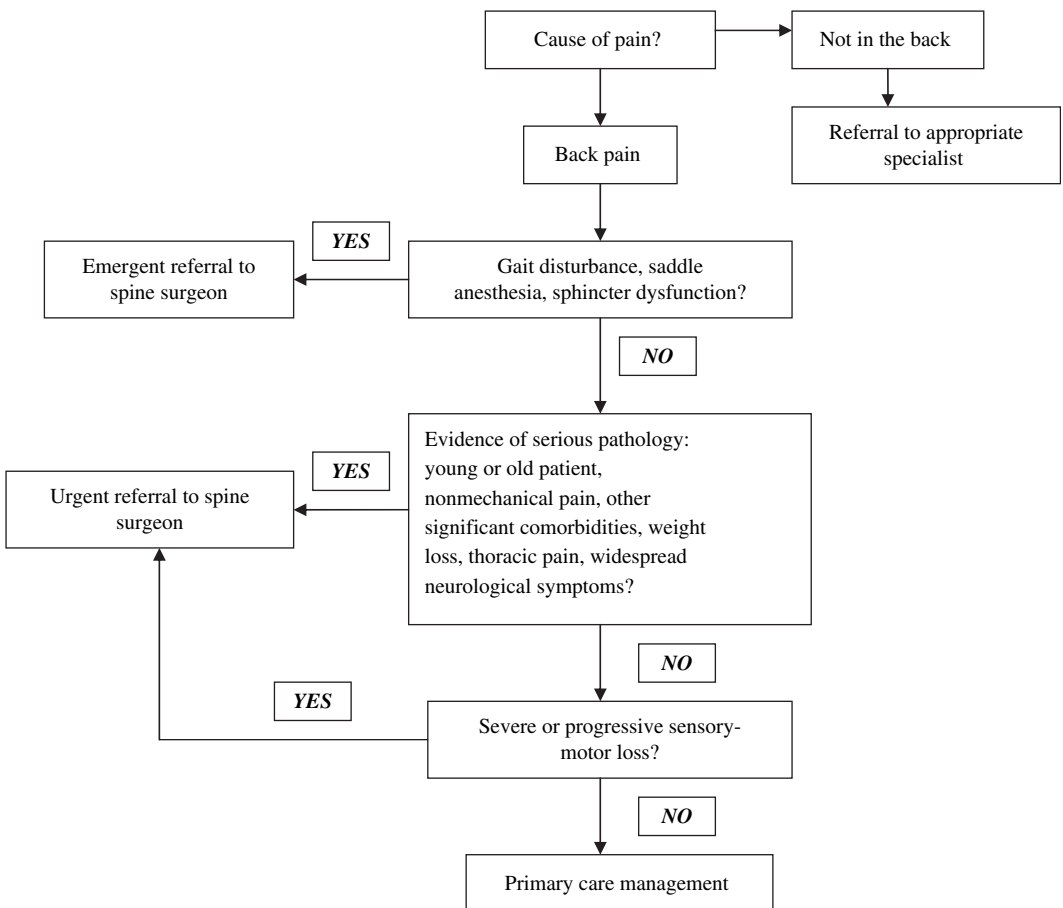 Cause of pain?
Not in the back
Referral to appropriate
specialist
Back pain
YES
Emergent referral to
spine surgeon
Gait disturbance, saddle
anesthesia, sphincter dysfunction?
NO
Evidence of serious pathology:
young or old patient,
nonmechanical pain, other
significant comorbidities, weight
loss, thoracic pain, widespread
neurological symptoms?
YES
Urgent referral to spine
surgeon
NO
YES
Severe or progressive sensory-
motor loss?
NO
Primary care management